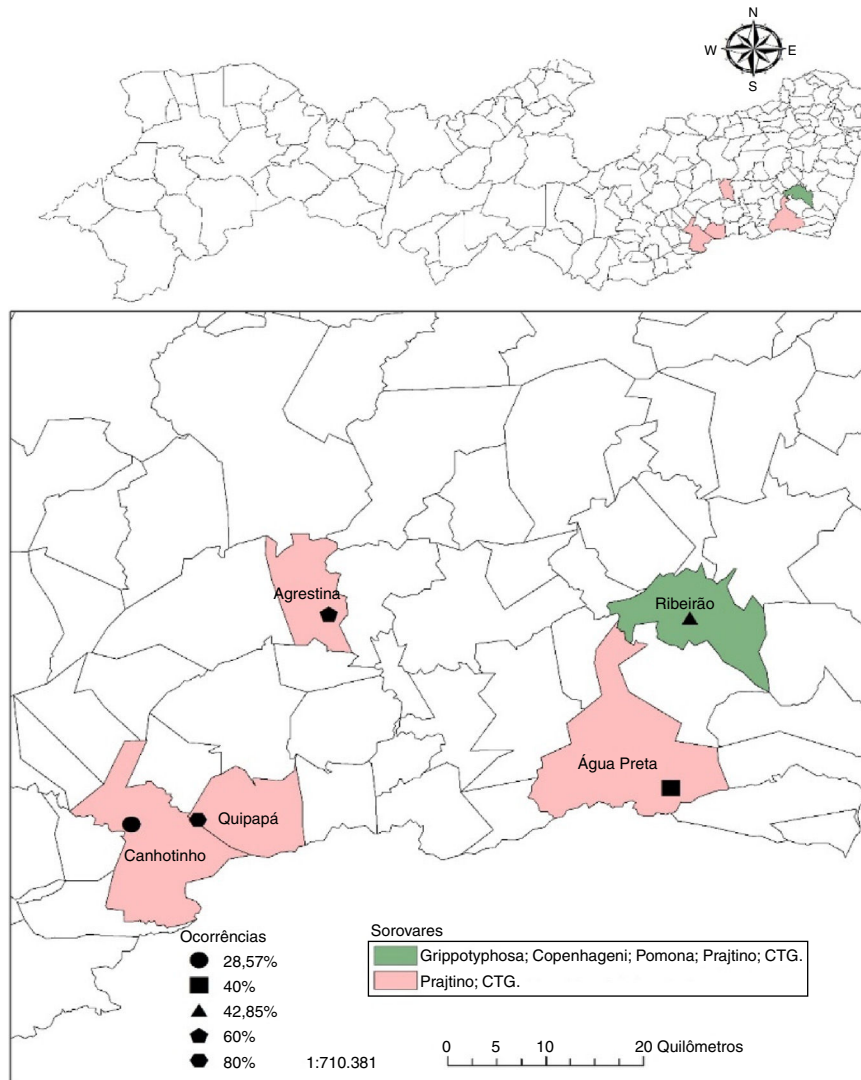 N
W E
S
Agrestina
Ribeirão
Água Preta
Quipapá
Canhotinho
Ocorrências
28,57%
40%
42,85%
60%
80%
Sorovares
Grippotyphosa; Copenhageni; Pomona; Prajtino; CTG.
Prajtino; CTG.
1:710.381
0 5 10 20 Quilômetros